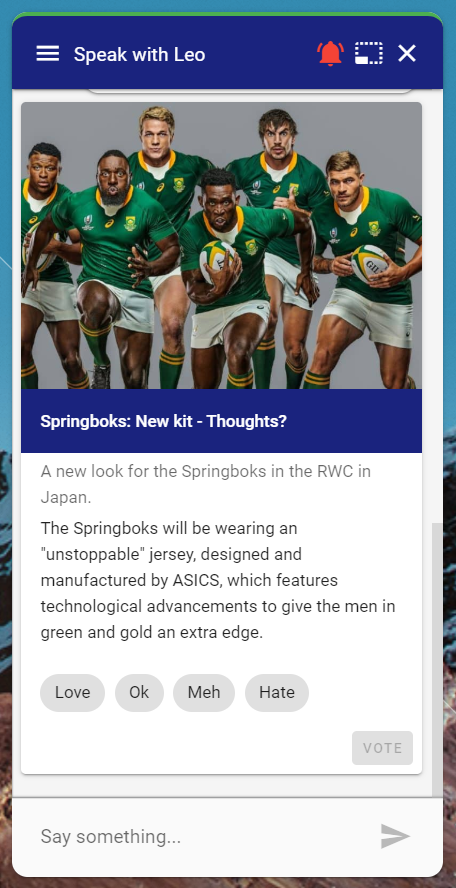 Speak with Leo
Springboks: New kit - Thoughts?
A new look for the Springboks in the RWC in
Japan.
The Springboks will be wearing an
"unstoppable" jersey, designed and
manufactured by ASICS, which features
technological advancements to give the men in
green and gold an extra edge.
Love Ok Meh Hate
VOTE
Say something...